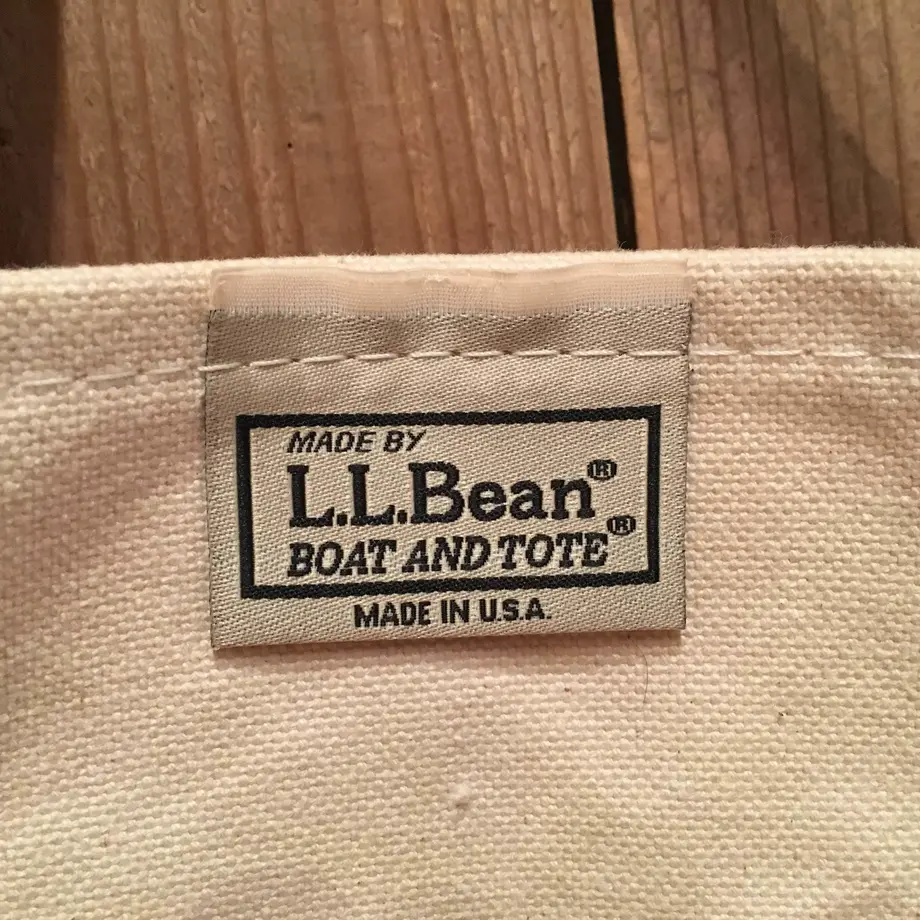 MADE BY
L.L.Bean®
BOAT AND TOTE®
MADE IN U.S.A.